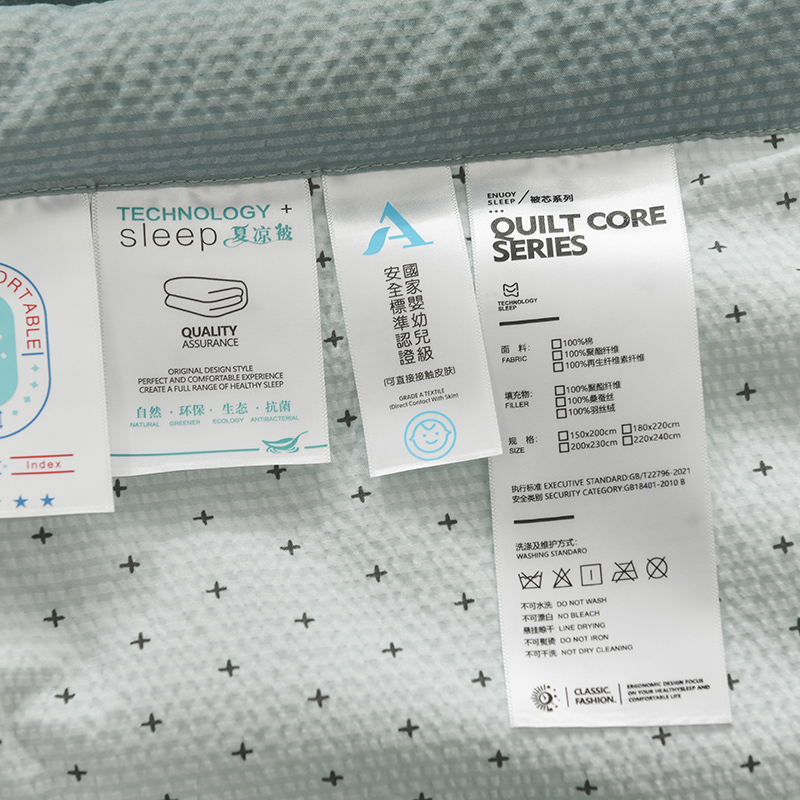 ORTABLE
Index
TECHNOLOGY +
sleep 夏凉被
QUALITY
ASSURANCE
ORIGINAL DESIGN STYLE
PERFECT AND COMFORTABLE EXPERIENCE
CREATE A FULL RANGE OF HEALTHY SLEEP
自然 · 环保 · 生态 · 抗菌
NATURAL GREENER ECOLOGY ANTIBACTERIAL
A
國家嬰幼兒級
安全標準認證
(可直接接触皮肤)
GRADE A TEXTILE
(Direct Contact With Skin)
ENUOY
SLEEP / 被芯系列
QUILT CORE
SERIES
TECHNOLOGY
SLEEP
面 料: 100%棉
FABRIC 100%聚酯纤维
100%再生纤维素纤维
填充物: 100%聚酯纤维
FILLER 100%桑蚕丝
100%羽丝绒
规 格: 150x200cm 180x220cm
SIZE 200x230cm 220x240cm
执行标准 EXECUTIVE STANDARD:GB/T22796-2021
安全类别 SECURITY CATEGORY:GB18401-2010 B
洗涤及维护方式:
WASHING STANDARO
不可水洗 DO NOT WASH
不可漂白 NO BLEACH
悬挂晾干 LINE DRYING
不可熨烫 DO NOT IRON
不可干洗 NOT DRY CLEANING
CLASSIC.
FASHION.
ERGONOMIC DESIGN FOCUS
ON YOUR HEALTHYSLEEP AND
COMFORTABLE LIFE